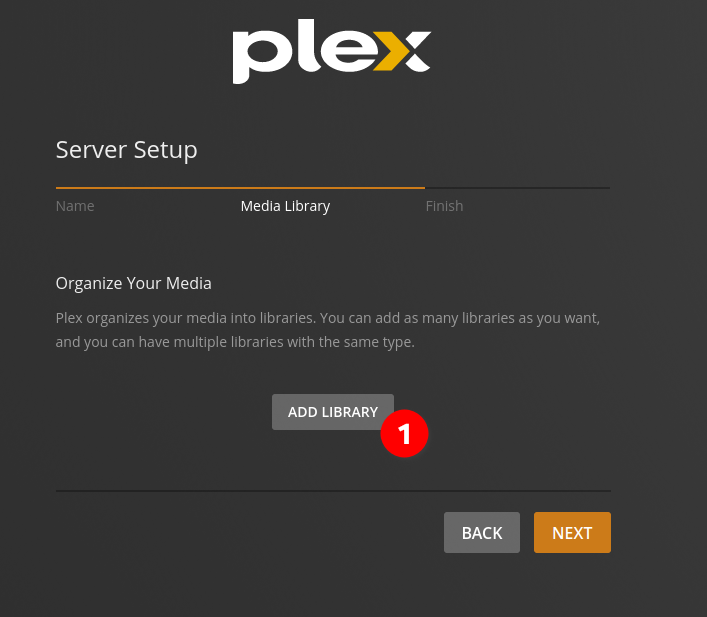 plex
Server Setup
Name
Media Library
Finish
Organize Your Media
Plex organizes your media into libraries. You can add as many libraries as you want,
and you can have multiple libraries with the same type.
ADD LIBRARY
1
BACK
NEXT